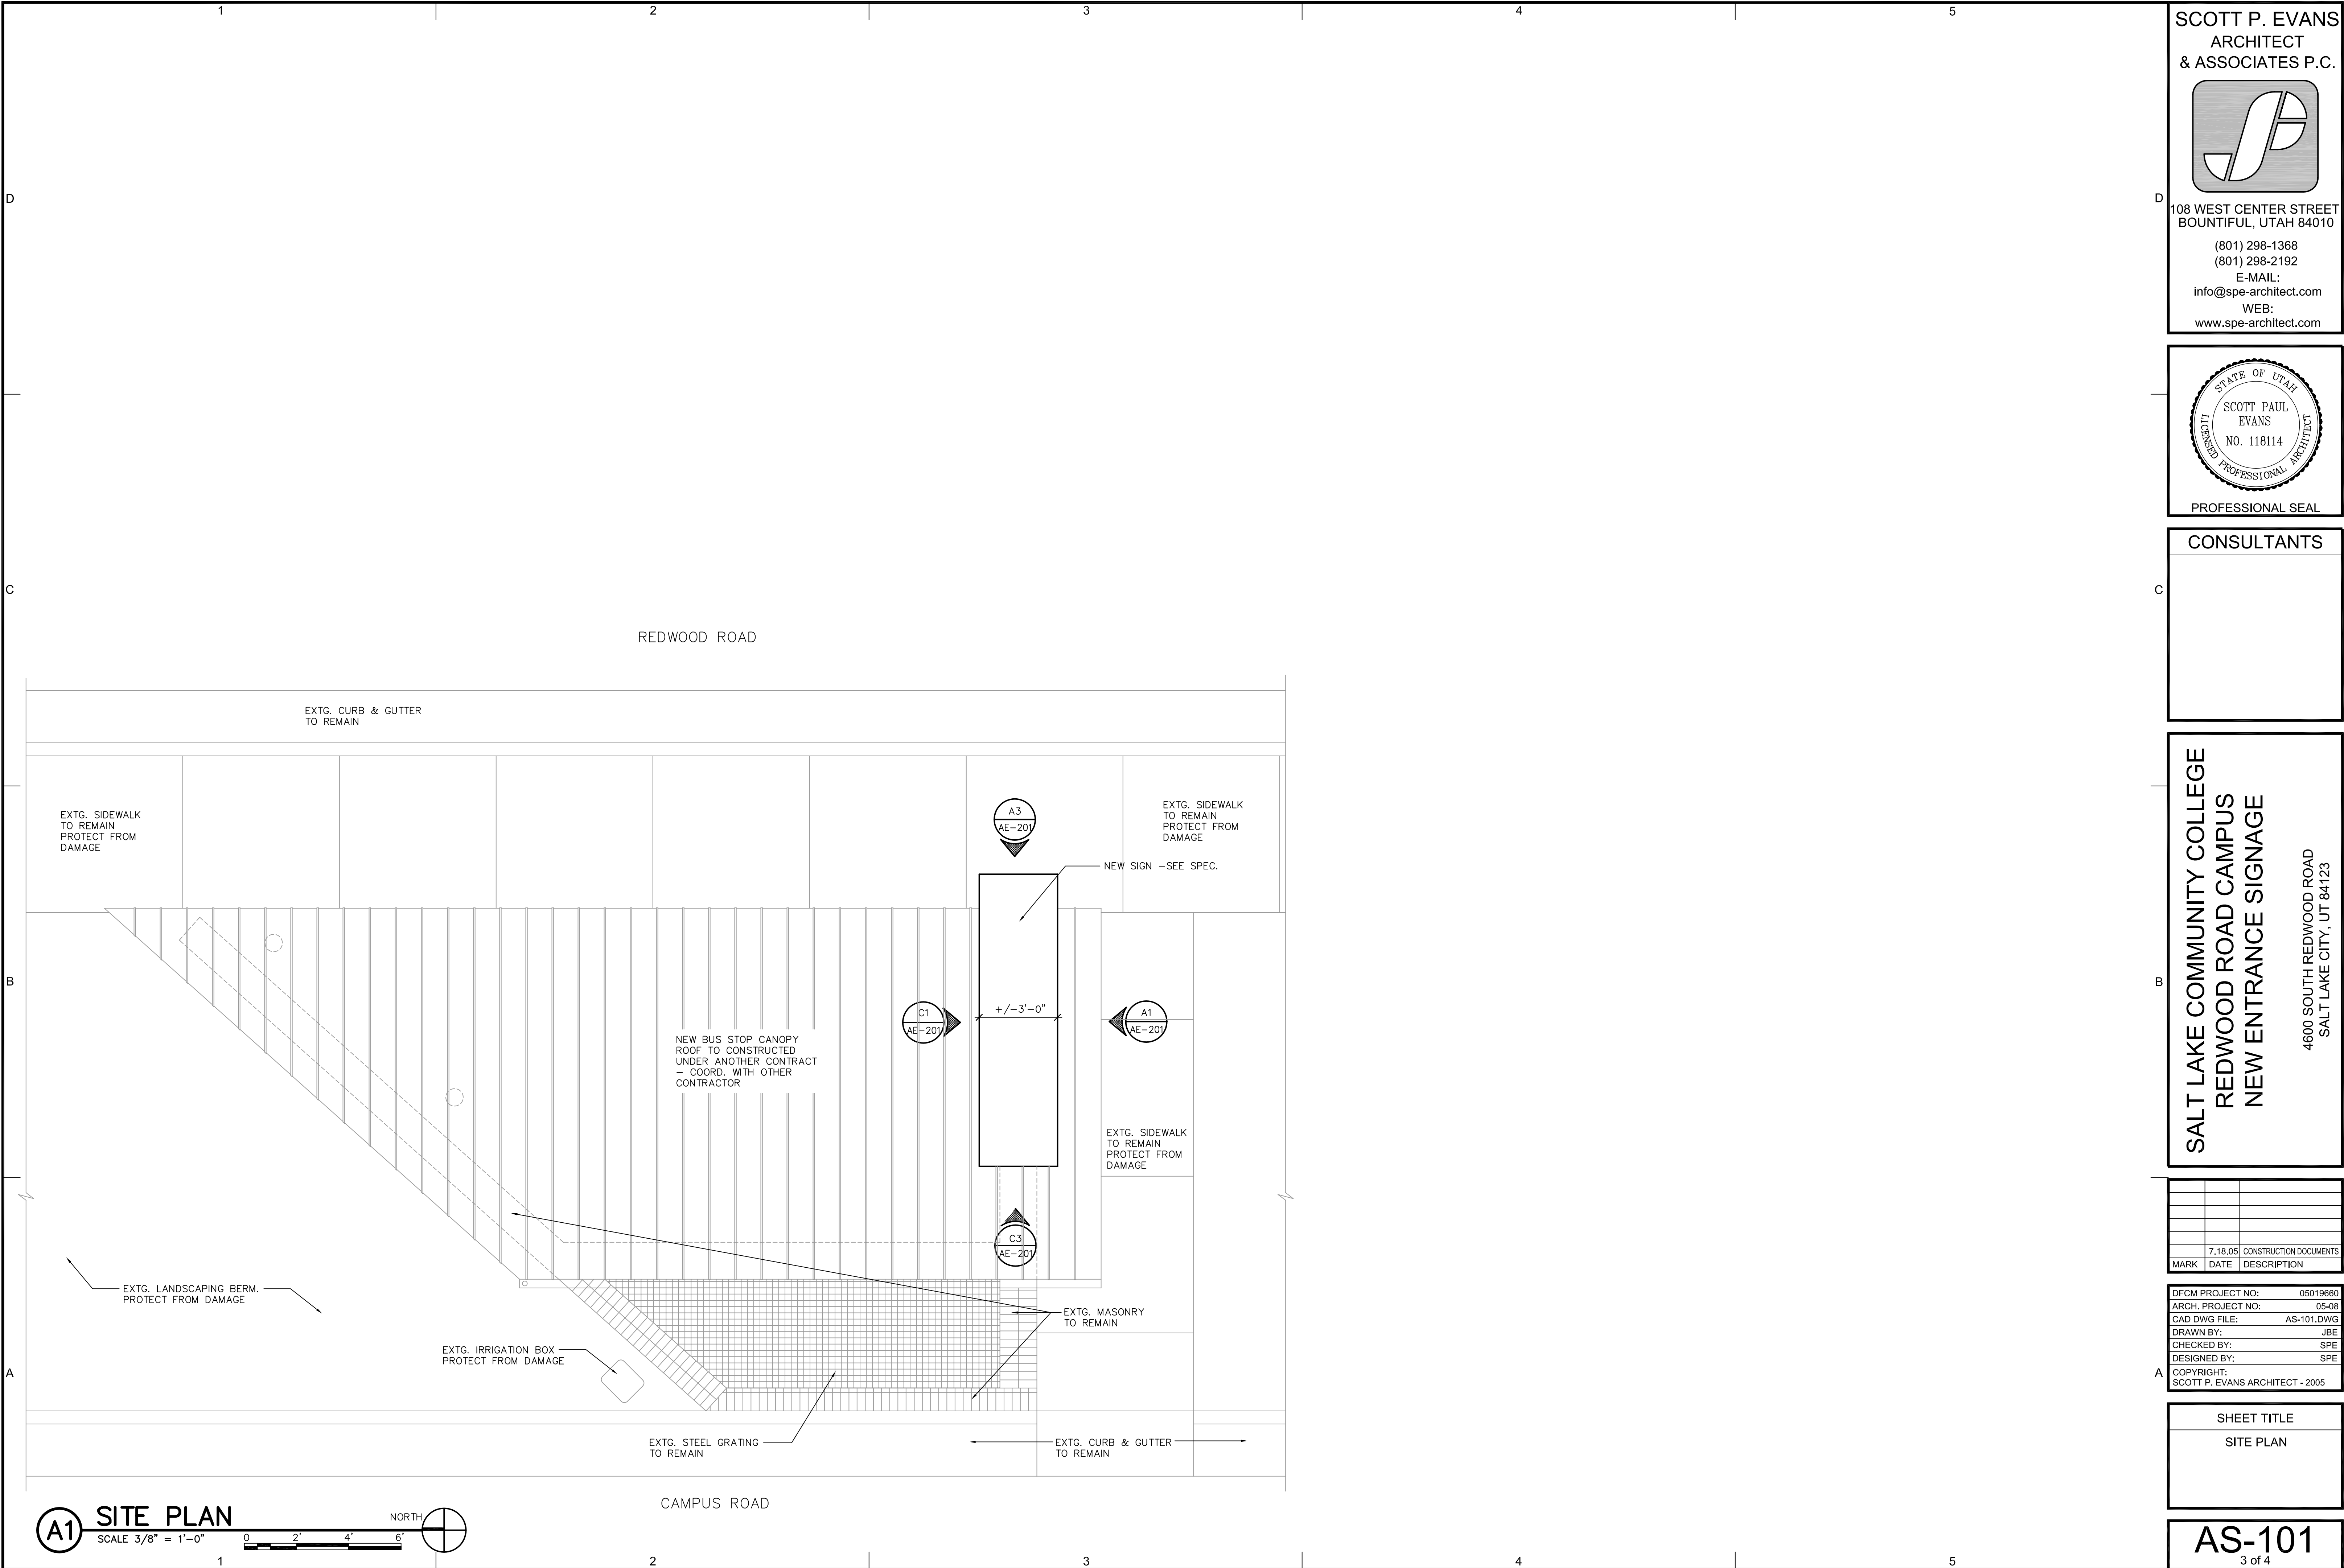 1
2
3
4
5
D
C
B
A
REDWOOD ROAD
EXTG. CURB & GUTTER
TO REMAIN
EXTG. SIDEWALK
TO REMAIN
PROTECT FROM
DAMAGE
A3
AE-201
EXTG. SIDEWALK
TO REMAIN
PROTECT FROM
DAMAGE
NEW SIGN -SEE SPEC.
C1
AE-201
+/-3'-0"
A1
AE-201
NEW BUS STOP CANOPY
ROOF TO CONSTRUCTED
UNDER ANOTHER CONTRACT
- COORD. WITH OTHER
CONTRACTOR
EXTG. SIDEWALK
TO REMAIN
PROTECT FROM
DAMAGE
C3
AE-201
EXTG. LANDSCAPING BERM.
PROTECT FROM DAMAGE
EXTG. MASONRY
TO REMAIN
EXTG. IRRIGATION BOX
PROTECT FROM DAMAGE
EXTG. STEEL GRATING
TO REMAIN
EXTG. CURB & GUTTER
TO REMAIN
CAMPUS ROAD
A1
SITE PLAN
SCALE 3/8" = 1'-0"
0 2' 4' 6'
NORTH
1
2
3
4
5
D
C
B
A
SCOTT P. EVANS
ARCHITECT
& ASSOCIATES P.C.
108 WEST CENTER STREET
BOUNTIFUL, UTAH 84010
(801) 298-1368
(801) 298-2192
E-MAIL:
info@spe-architect.com
WEB:
www.spe-architect.com
STATE OF UTAH
SCOTT PAUL
EVANS
NO. 118114
LICENSED PROFESSIONAL ARCHITECT
PROFESSIONAL SEAL
CONSULTANTS
SALT LAKE COMMUNITY COLLEGE
REDWOOD ROAD CAMPUS
NEW ENTRANCE SIGNAGE
4600 SOUTH REDWOOD ROAD
SALT LAKE CITY, UT 84123
7.18.05 CONSTRUCTION DOCUMENTS
MARK DATE DESCRIPTION
DFCM PROJECT NO: 05019660
ARCH. PROJECT NO: 05-08
CAD DWG FILE: AS-101.DWG
DRAWN BY: JBE
CHECKED BY: SPE
DESIGNED BY: SPE
COPYRIGHT:
SCOTT P. EVANS ARCHITECT - 2005
SHEET TITLE
SITE PLAN
AS-101
3 of 4